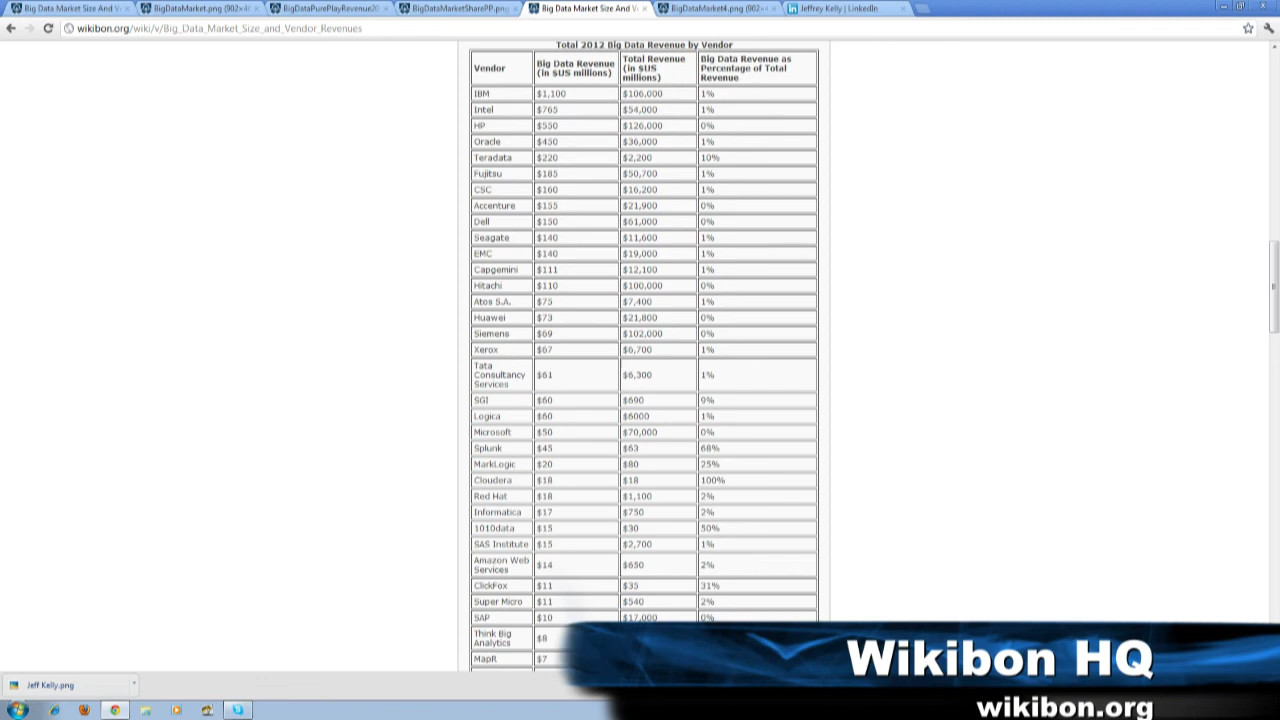 Big Data Market Size And V
BigDataMarket.png (902×4
BigDataPurePlayRevenue20
BigDataMarketSharePP.png
Big Data Market Size And V
BigDataMarket4.png (902×
Jeffrey Kelly | LinkedIn
wikibon.org/wiki/v/Big_Data_Market_Size_and_Vendor_Revenues
Total 2012 Big Data Revenue by Vendor
Vendor
Big Data Revenue
(in $US millions)
Total Revenue
(in $US
millions)
Big Data Revenue as
Percentage of Total
Revenue
IBM $1,100 $106,000 1%
Intel $765 $54,000 1%
HP $550 $126,000 0%
Oracle $450 $36,000 1%
Teradata $220 $2,200 10%
Fujitsu $185 $50,700 1%
CSC $160 $16,200 1%
Accenture $155 $21,900 0%
Dell $150 $61,000 0%
Seagate $140 $11,600 1%
EMC $140 $19,000 1%
Capgemini $111 $12,100 1%
Hitachi $110 $100,000 0%
Atos S.A. $75 $7,400 1%
Huawei $73 $21,800 0%
Siemens $69 $102,000 0%
Xerox $67 $6,700 1%
Tata
Consultancy
Services
$61 $6,300 1%
SGI $60 $690 9%
Logica $60 $6000 1%
Microsoft $50 $70,000 0%
Splunk $45 $63 68%
MarkLogic $20 $80 25%
Cloudera $18 $18 100%
Red Hat $18 $1,100 2%
Informatica $17 $750 2%
1010data $15 $30 50%
SAS Institute $15 $2,700 1%
Amazon Web
Services
$14 $650 2%
ClickFox $11 $35 31%
Super Micro $11 $540 2%
SAP $10 $17,000 0%
Think Big
Analytics
$8
MapR $7
Wikibon HQ
wikibon.org
Jeff Kelly.png